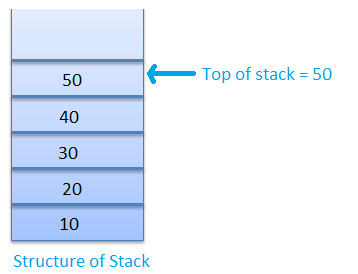 50
Top of stack = 50
40
30
20
10
Structure of Stack